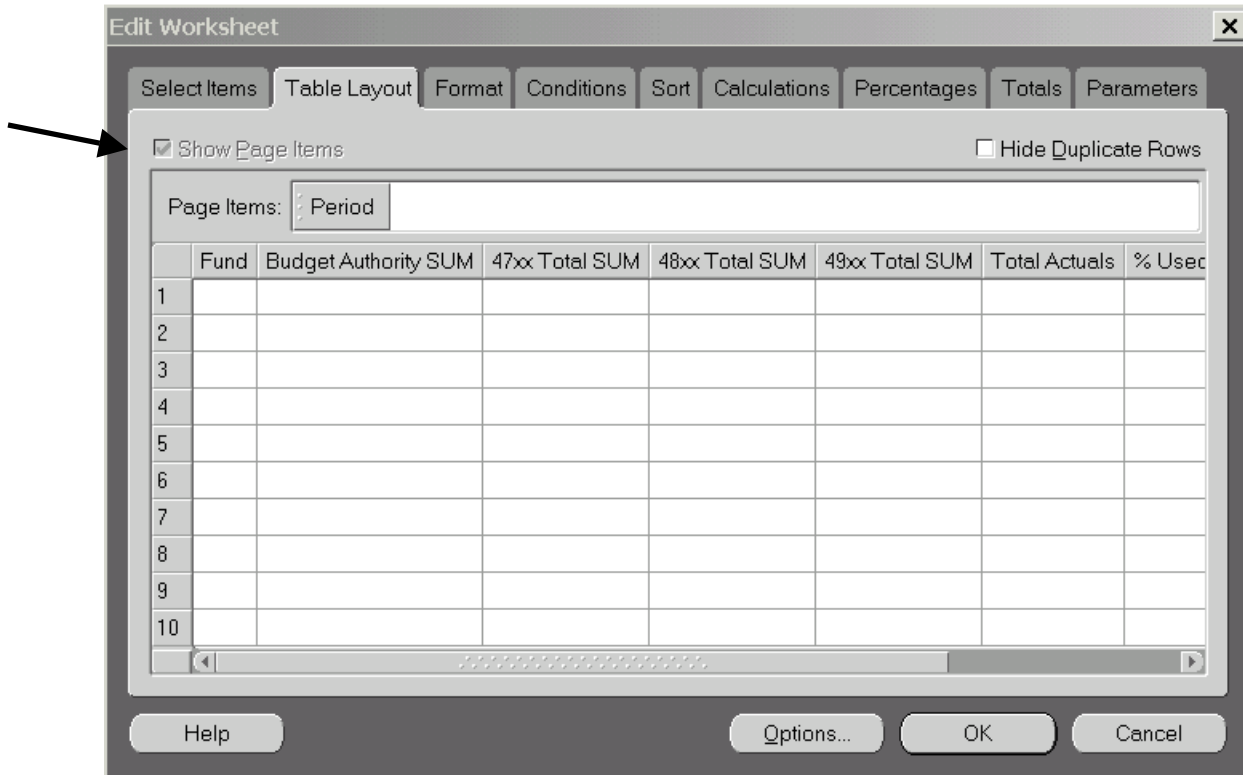 Edit Worksheet
Select Items Table Layout Format Conditions Sort Calculations Percentages Totals Parameters
Show Page Items Hide Duplicate Rows
Page Items: Period
Fund Budget Authority SUM 47xx Total SUM 48xx Total SUM 49xx Total SUM Total Actuals % Used
1
2
3
4
5
6
7
8
9
10
Help Options... OK Cancel